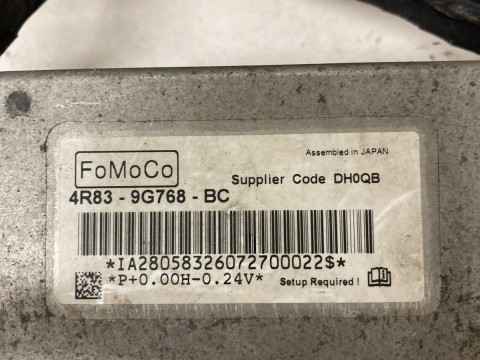 Assembled in JAPAN
FoMoCo
Supplier Code DH0QB
4R83 - 9G768 - BC
*IA28058326072700022$*
*P+0.00H-0.24V*
Setup Required !